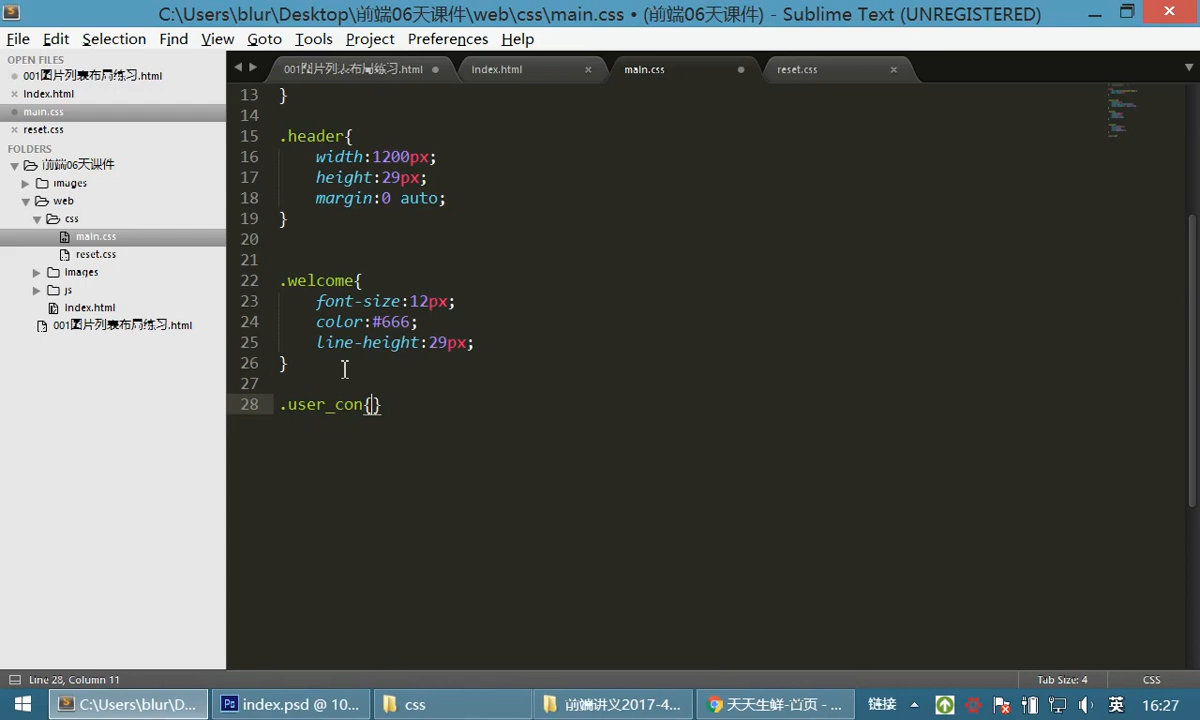 C:\Users\blur\Desktop\前端06天课件\web\css\main.css • (前端06天课件) - Sublime Text (UNREGISTERED)
File Edit Selection Find View Goto Tools Project Preferences Help
OPEN FILES
001图片列表布局练习.html
Index.html
main.css
reset.css
FOLDERS
前端06天课件
images
web
css
main.css
reset.css
Images
js
Index.html
001图片列表布局练习.html
001图片列表布局练习.html Index.html main.css reset.css
13 }
14
15 .header{
16 width:1200px;
17 height:29px;
18 margin:0 auto;
19 }
20
21
22 .welcome{
23 font-size:12px;
24 color:#666;
25 line-height:29px;
26 }
27
28 .user_con{}
Line 28, Column 11 Tab Size: 4 CSS
C:\Users\blur\D... index.psd @ 10... css 前端讲义2017-4... 天天生鲜-首页 - ... 链接 英 16:27